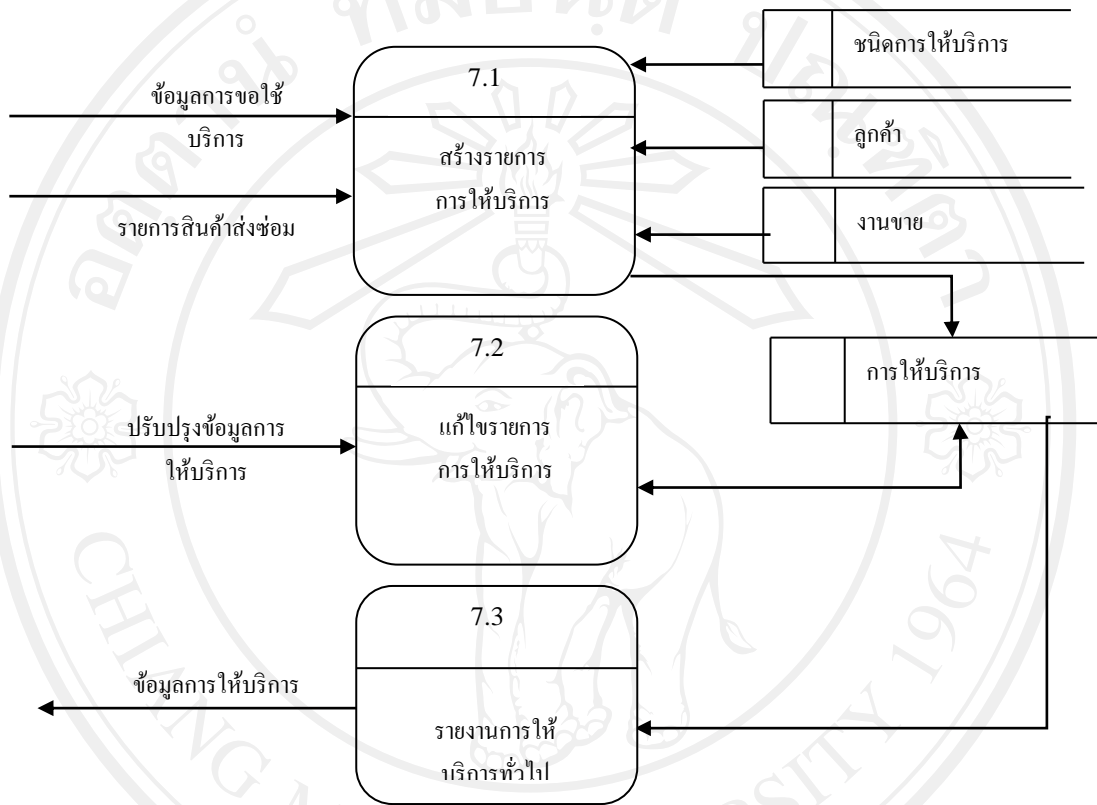 ชนิดการให้บริการ
7.1
ข้อมูลการขอใช้
บริการ
ลูกค้า
สร้างรายการ
การให้บริการ
รายการสินค้าส่งซ่อม
งานขาย
7.2
การให้บริการ
ปรับปรุงข้อมูลการ
ให้บริการ
แก้ไขรายการ
การให้บริการ
7.3
ข้อมูลการให้บริการ
รายงานการให้
บริการทั่วไป
CHIANG MAI UNIVERSITY 1964